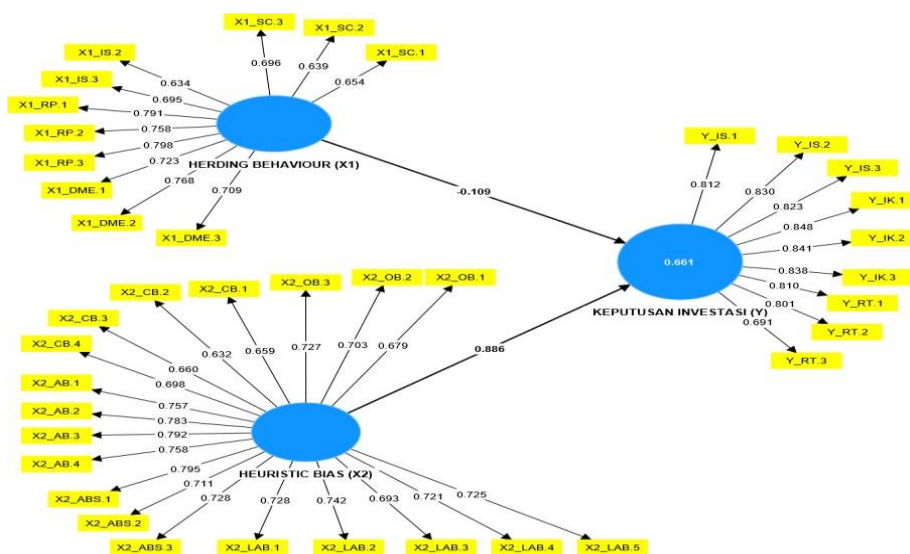 X1_SC.3
X1_SC.2
X1_SC.1
X1_IS.2
X1_IS.3
X1_RP.1
X1_RP.2
X1_RP.3
X1_DME.1
X1_DME.2
X1_DME.3
0.696
0.639
0.654
0.634
0.695
0.791
0.758
0.798
0.723
0.768
0.709
HERDING BEHAVIOUR (X1)
-0.109
Y_IS.1
Y_IS.2
Y_IS.3
Y_IK.1
Y_IK.2
Y_IK.3
Y_RT.1
Y_RT.2
Y_RT.3
0.812
0.830
0.823
0.848
0.841
0.838
0.810
0.801
0.691
0.661
KEPUTUSAN INVESTASI (Y)
0.886
X2_OB.3
X2_OB.2
X2_OB.1
X2_CB.1
X2_CB.2
X2_CB.3
X2_CB.4
X2_AB.1
X2_AB.2
X2_AB.3
X2_AB.4
X2_ABS.1
X2_ABS.2
X2_ABS.3
X2_LAB.1
X2_LAB.2
X2_LAB.3
X2_LAB.4
X2_LAB.5
0.727
0.703
0.679
0.659
0.632
0.660
0.698
0.757
0.783
0.792
0.758
0.795
0.711
0.728
0.728
0.742
0.693
0.721
0.725
HEURISTIC BIAS (X2)